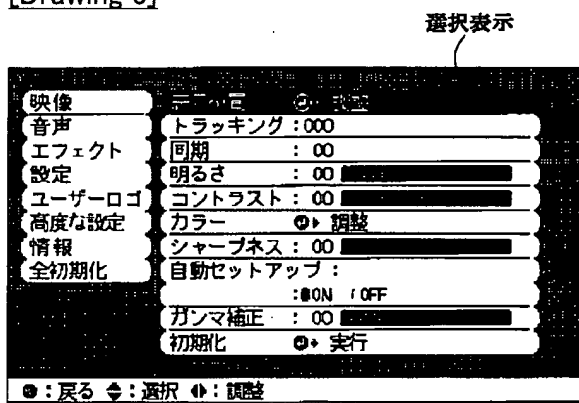 選択表示
映像
音声
エフェクト
設定
ユーザーロゴ
高度な設定
情報
全初期化
トラッキング :000
同期 : 00
明るさ : 00
コントラスト : 00
カラー 調整
シャープネス : 00
自動セットアップ :
:ON / OFF
ガンマ補正 : 00
初期化 実行
:戻る :選択 :調整